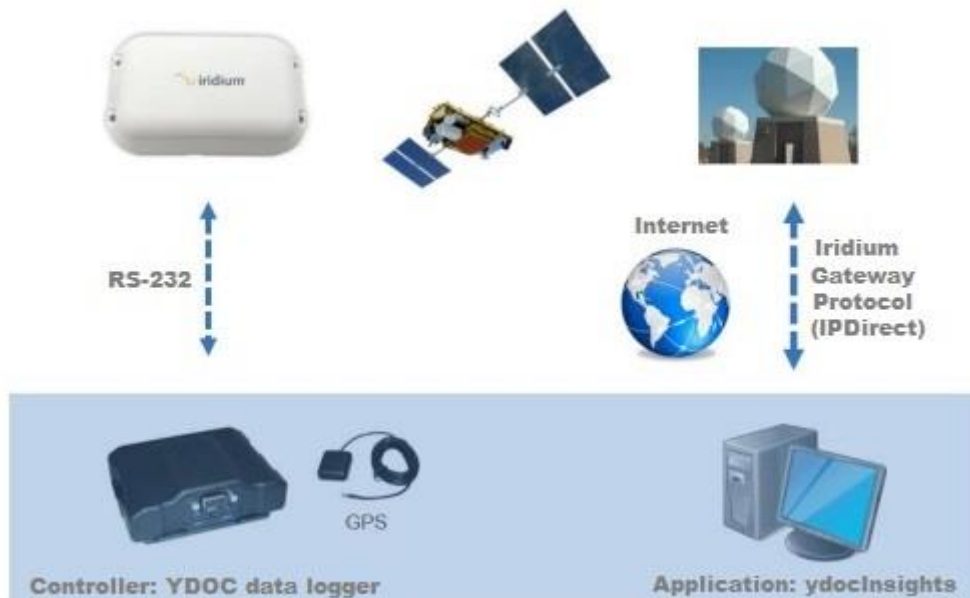 iridium
Internet
RS-232
Iridium
Gateway
Protocol
(IPDirect)
GPS
Controller: YDOC data logger
Application: ydocInsights